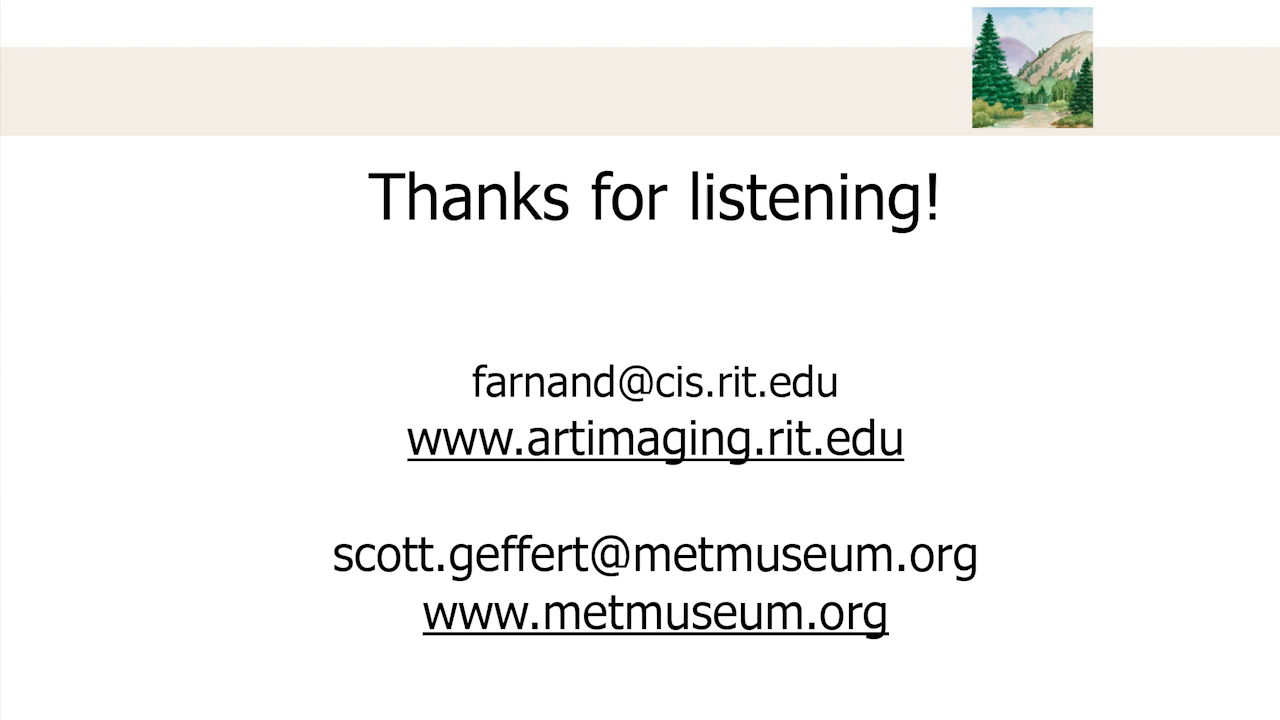 Thanks for listening!
farnand@cis.rit.edu
www.artimaging.rit.edu
scott.geffert@metmuseum.org
www.metmuseum.org